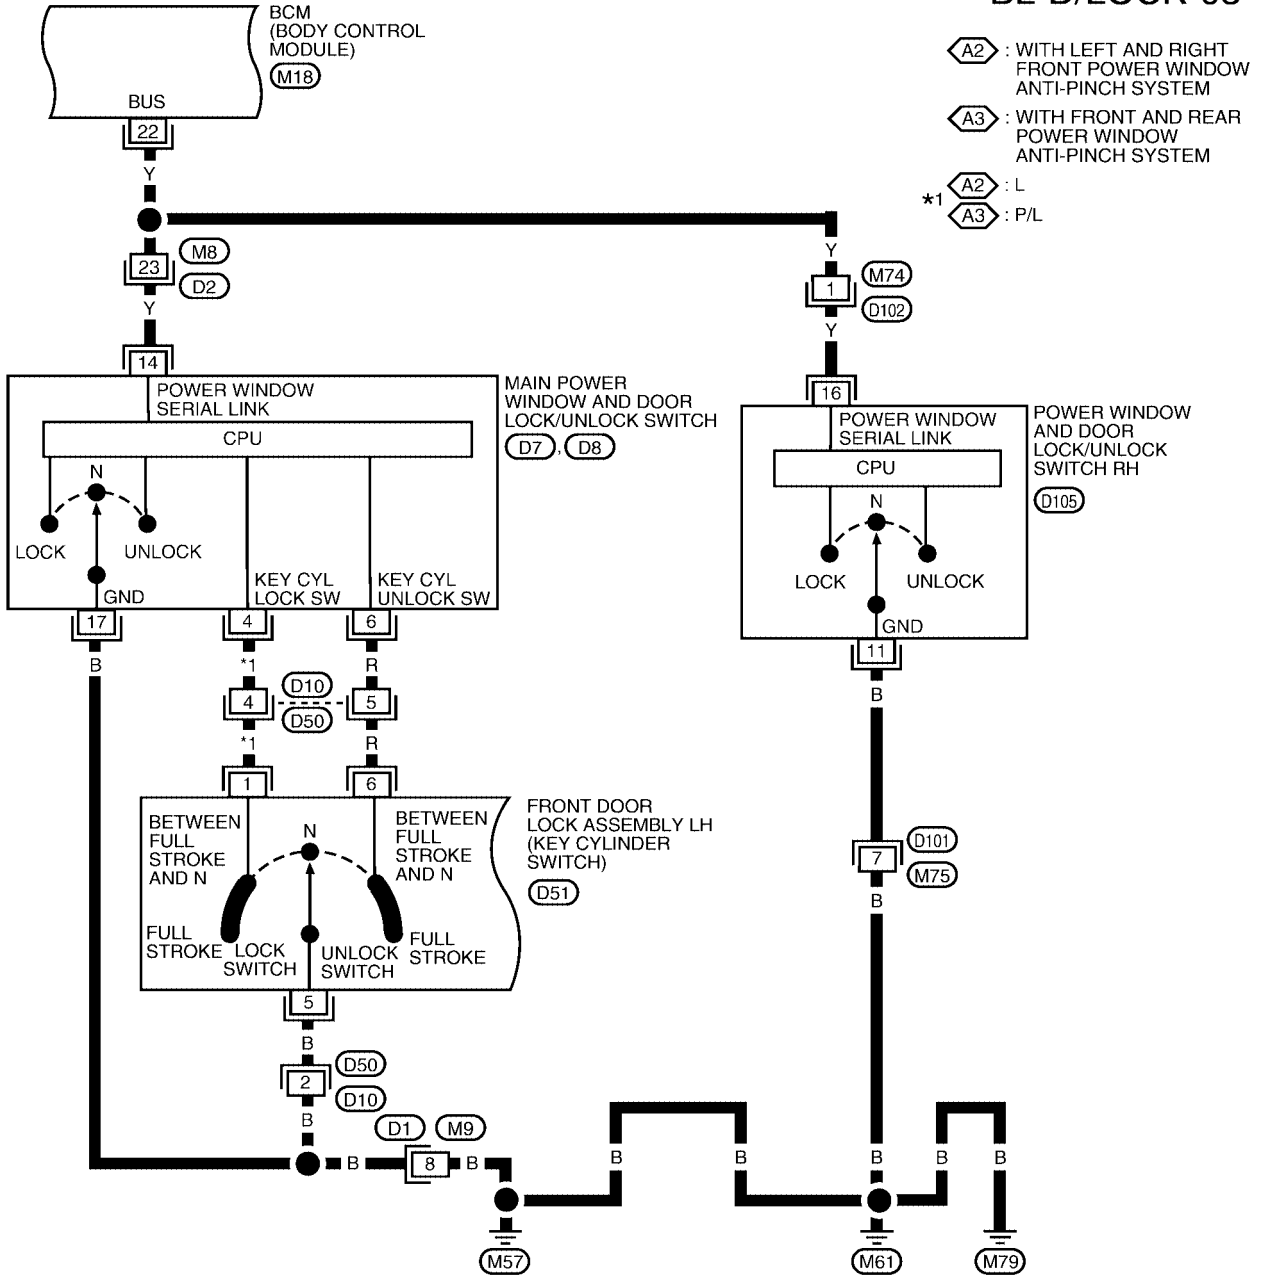 BCM
(BODY CONTROL
MODULE)
M18
BUS
22
Y
A2 : WITH LEFT AND RIGHT
FRONT POWER WINDOW
ANTI-PINCH SYSTEM
A3 : WITH FRONT AND REAR
POWER WINDOW
ANTI-PINCH SYSTEM
*1 A2 : L
A3 : P/L
23
M8
D2
Y
14
Y
1
M74
D102
Y
16
POWER WINDOW
SERIAL LINK
CPU
N
LOCK
UNLOCK
GND
KEY CYL
LOCK SW
KEY CYL
UNLOCK SW
MAIN POWER
WINDOW AND DOOR
LOCK/UNLOCK SWITCH
D7 , D8
POWER WINDOW
SERIAL LINK
CPU
N
LOCK
UNLOCK
GND
POWER WINDOW
AND DOOR
LOCK/UNLOCK
SWITCH RH
D105
17
4
6
11
B
*1
R
B
4
D10
D50
5
*1
R
1
6
BETWEEN
FULL
STROKE
AND N
N
BETWEEN
FULL
STROKE
AND N
FULL
STROKE
LOCK
SWITCH
UNLOCK
SWITCH
FULL
STROKE
FRONT DOOR
LOCK ASSEMBLY LH
(KEY CYLINDER
SWITCH)
D51
7
D101
M75
B
5
B
2
D50
D10
B
D1
M9
B
8
B
B
B
B
B
B
M57
M61
M79